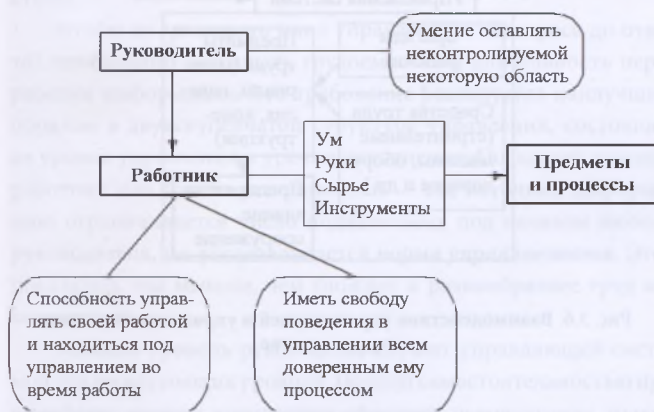 Умение оставлять
неконтролируемой
некоторую область
Руководитель
Работник
Ум
Руки
Сырье
Инструменты
Предметы
и процессы
Способность управ-
лять своей работой
и находиться под
управлением во
время работы
Иметь свободу
поведения в
управлении всем
доверенным ему
процессом